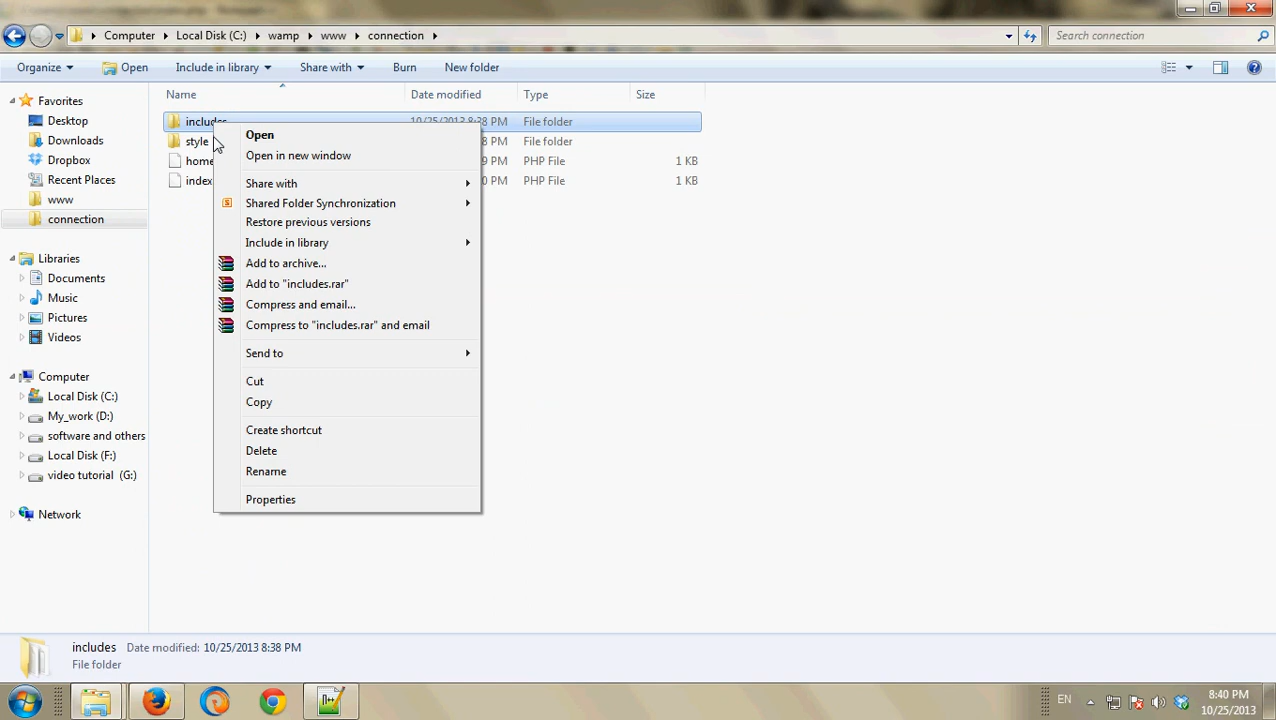 Computer Local Disk (C:) wamp www connection Search connection
Organize Open Include in library Share with Burn New folder
Name Date modified Type Size
Favorites
Desktop
Downloads
Dropbox
Recent Places
www
connection
Libraries
Documents
Music
Pictures
Videos
Computer
Local Disk (C:)
My_work (D:)
software and others
Local Disk (F:)
video tutorial (G:)
Network
includes 10/25/2013 8:38 PM File folder
style 8 PM File folder
home 9 PM PHP File 1 KB
index 0 PM PHP File 1 KB
Open
Open in new window
Share with
Shared Folder Synchronization
Restore previous versions
Include in library
Add to archive...
Add to "includes.rar"
Compress and email...
Compress to "includes.rar" and email
Send to
Cut
Copy
Create shortcut
Delete
Rename
Properties
includes Date modified: 10/25/2013 8:38 PM
File folder
EN 8:40 PM
10/25/2013